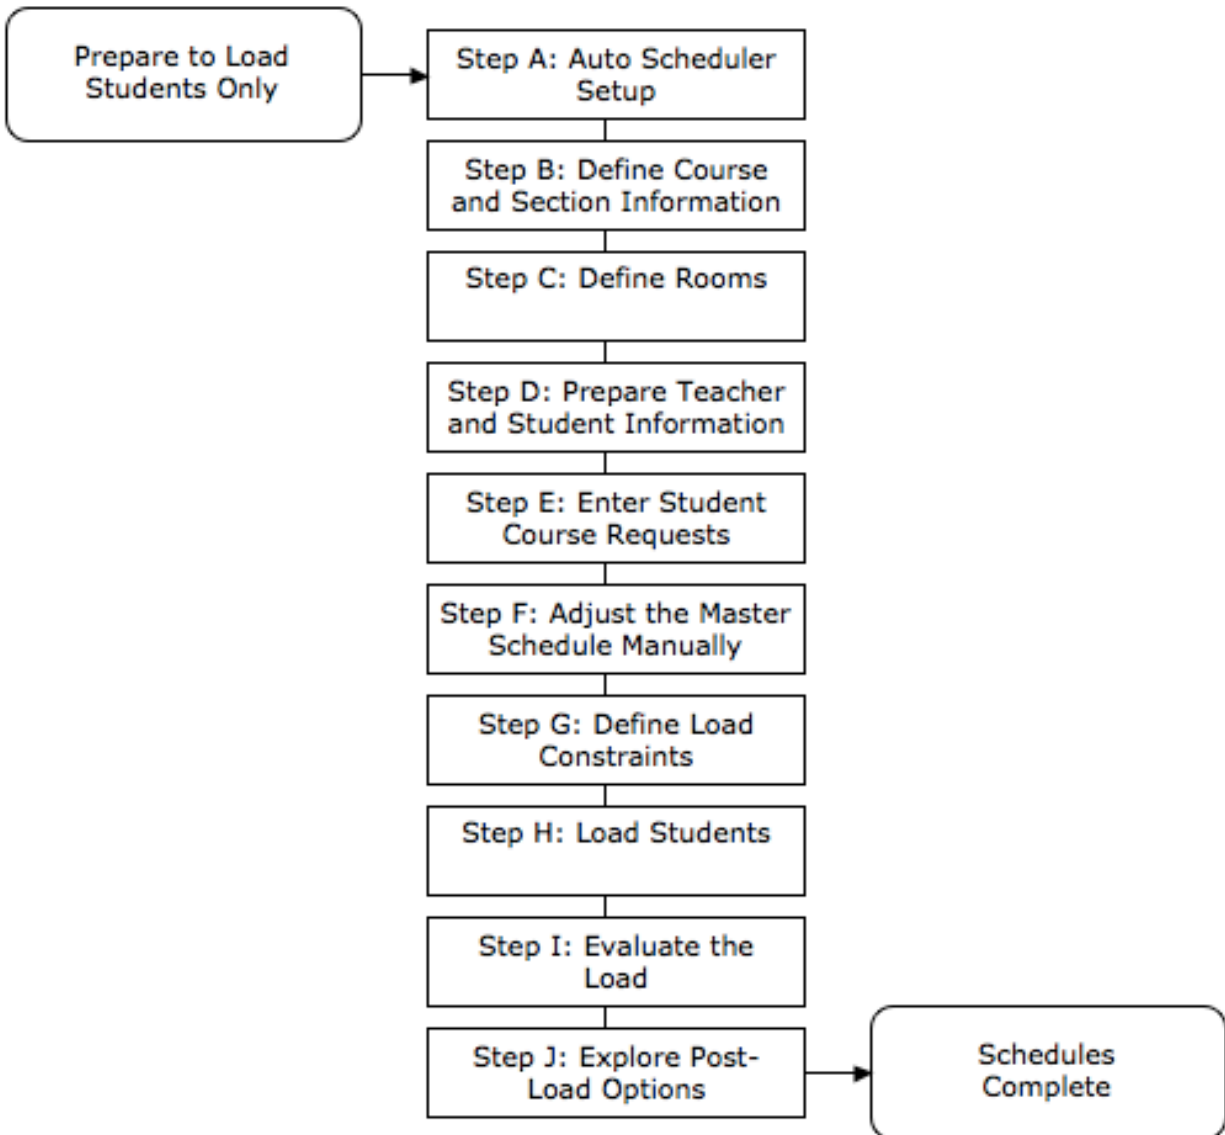 Prepare to Load
Students Only
Step A: Auto Scheduler
Setup
Step B: Define Course
and Section Information
Step C: Define Rooms
Step D: Prepare Teacher
and Student Information
Step E: Enter Student
Course Requests
Step F: Adjust the Master
Schedule Manually
Step G: Define Load
Constraints
Step H: Load Students
Step I: Evaluate the
Load
Step J: Explore Post-
Load Options
Schedules
Complete